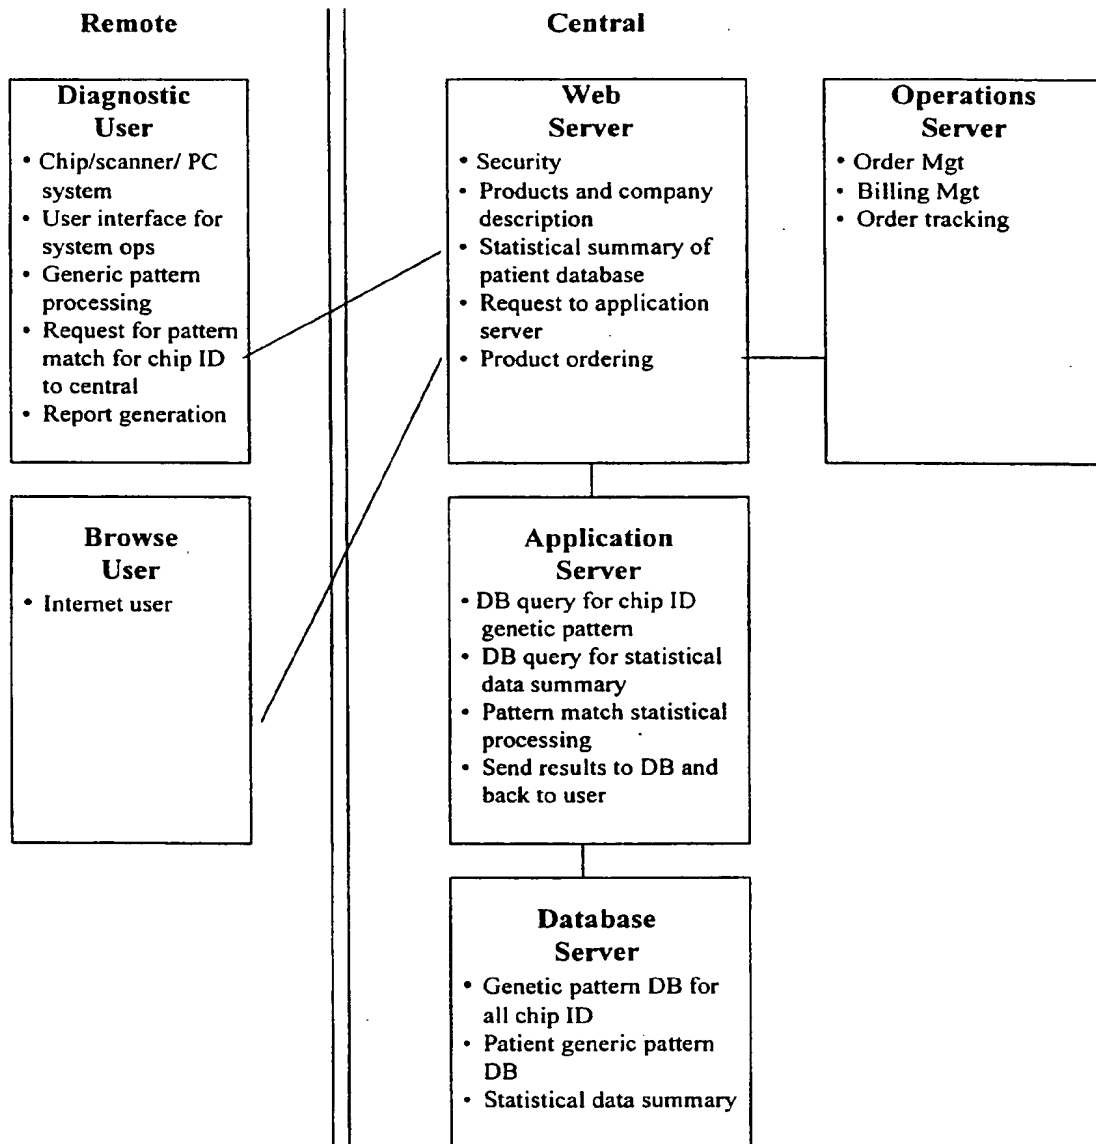 Remote
Central
Diagnostic
User
• Chip/scanner/ PC
system
• User interface for
system ops
• Generic pattern
processing
• Request for pattern
match for chip ID
to central
• Report generation
Web
Server
• Security
• Products and company
description
• Statistical summary of
patient database
• Request to application
server
• Product ordering
Operations
Server
• Order Mgt
• Billing Mgt
• Order tracking
Browse
User
• Internet user
Application
Server
• DB query for chip ID
genetic pattern
• DB query for statistical
data summary
• Pattern match statistical
processing
• Send results to DB and
back to user
Database
Server
• Genetic pattern DB for
all chip ID
• Patient generic pattern
DB
• Statistical data summary